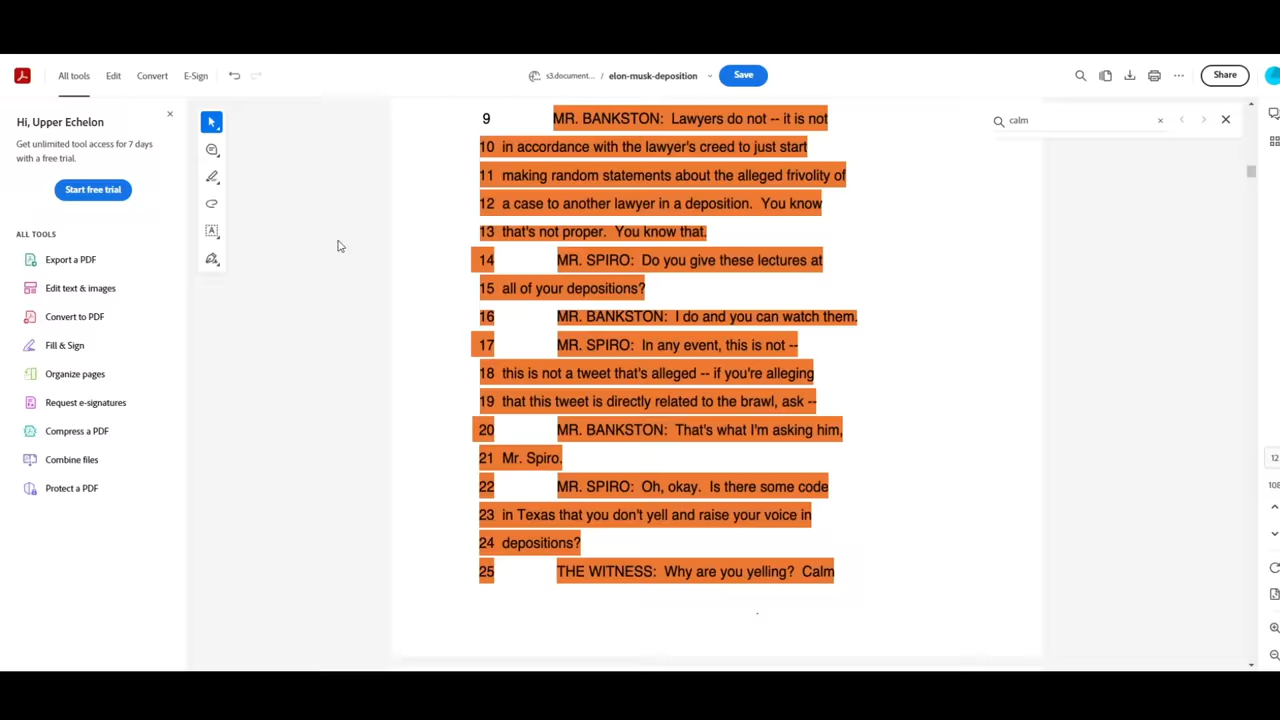 All tools Edit Convert E-Sign
s3.document... / elon-musk-deposition Save Share
Hi, Upper Echelon
Get unlimited tool access for 7 days
with a free trial.
Start free trial
ALL TOOLS
Export a PDF
Edit text & images
Convert to PDF
Fill & Sign
Organize pages
Request e-signatures
Compress a PDF
Combine files
Protect a PDF
calm
9 MR. BANKSTON: Lawyers do not -- it is not
10 in accordance with the lawyer's creed to just start
11 making random statements about the alleged frivolity of
12 a case to another lawyer in a deposition. You know
13 that's not proper. You know that.
14 MR. SPIRO: Do you give these lectures at
15 all of your depositions?
16 MR. BANKSTON: I do and you can watch them.
17 MR. SPIRO: In any event, this is not --
18 this is not a tweet that's alleged -- if you're alleging
19 that this tweet is directly related to the brawl, ask --
20 MR. BANKSTON: That's what I'm asking him,
21 Mr. Spiro.
22 MR. SPIRO: Oh, okay. Is there some code
23 in Texas that you don't yell and raise your voice in
24 depositions?
25 THE WITNESS: Why are you yelling? Calm
12
108